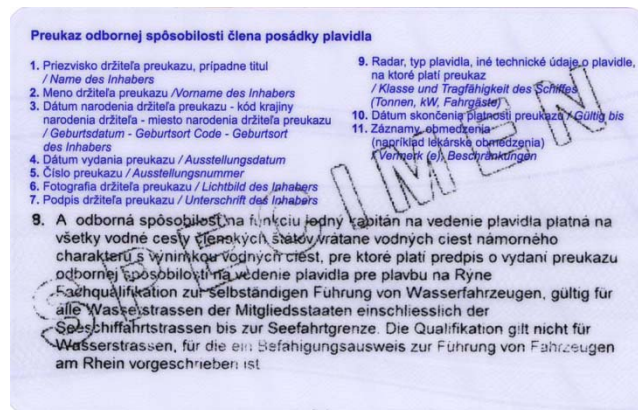 Preukaz odbornej spôsobilosti člena posádky plavidla
1. Priezvisko držiteľa preukazu, prípadne titul
/ Name des Inhabers
2. Meno držiteľa preukazu /Vorname des Inhabers
3. Dátum narodenia držiteľa preukazu - kód krajiny
narodenia držiteľa - miesto narodenia držiteľa preukazu
/ Geburtsdatum - Geburtsort Code - Geburtsort
des Inhabers
4. Dátum vydania preukazu / Ausstellungsdatum
5. Číslo preukazu / Ausstellungsnummer
6. Fotografia držiteľa preukazu / Lichtbild des Inhabers
7. Podpis držiteľa preukazu / Unterschrift des Inhabers
9. Radar, typ plavidla, iné technické údaje o plavidle,
na ktoré platí preukaz
/ Klasse und Tragfähigkeit des Schiffes
(Tonnen, kW, Fahrgäste)
10. Dátum skončenia platnosti preukazu / Gültig bis
11. Záznamy, obmedzenia
(napríklad lekárske obmedzenia)
/ Vermerk (e), Beschränkungen
8. A odborná spôsobilosť na funkciu lodný kapitán na vedenie plavidla platná na
všetky vodné cesty členských štátov vrátane vodných ciest námorného
charakteru s výnimkou vodných ciest, pre ktoré platí predpis o vydaní preukazu
odbornej spôsobilosti na vedenie plavidla pre plavbu na Rýne
Fachqualifikation zur selbständigen Führung von Wasserfahrzeugen, gültig für
alle Wasserstrassen der Mitgliedsstaaten einschliesslich der
Seeschiffahrtstrassen bis zur Seefahrtgrenze. Die Qualifikation gilt nicht für
Wasserstrassen, für die ein Befahigungsausweis zur Führung von Fahrzeugen
am Rhein vorgeschrieben ist
SPECIMEN